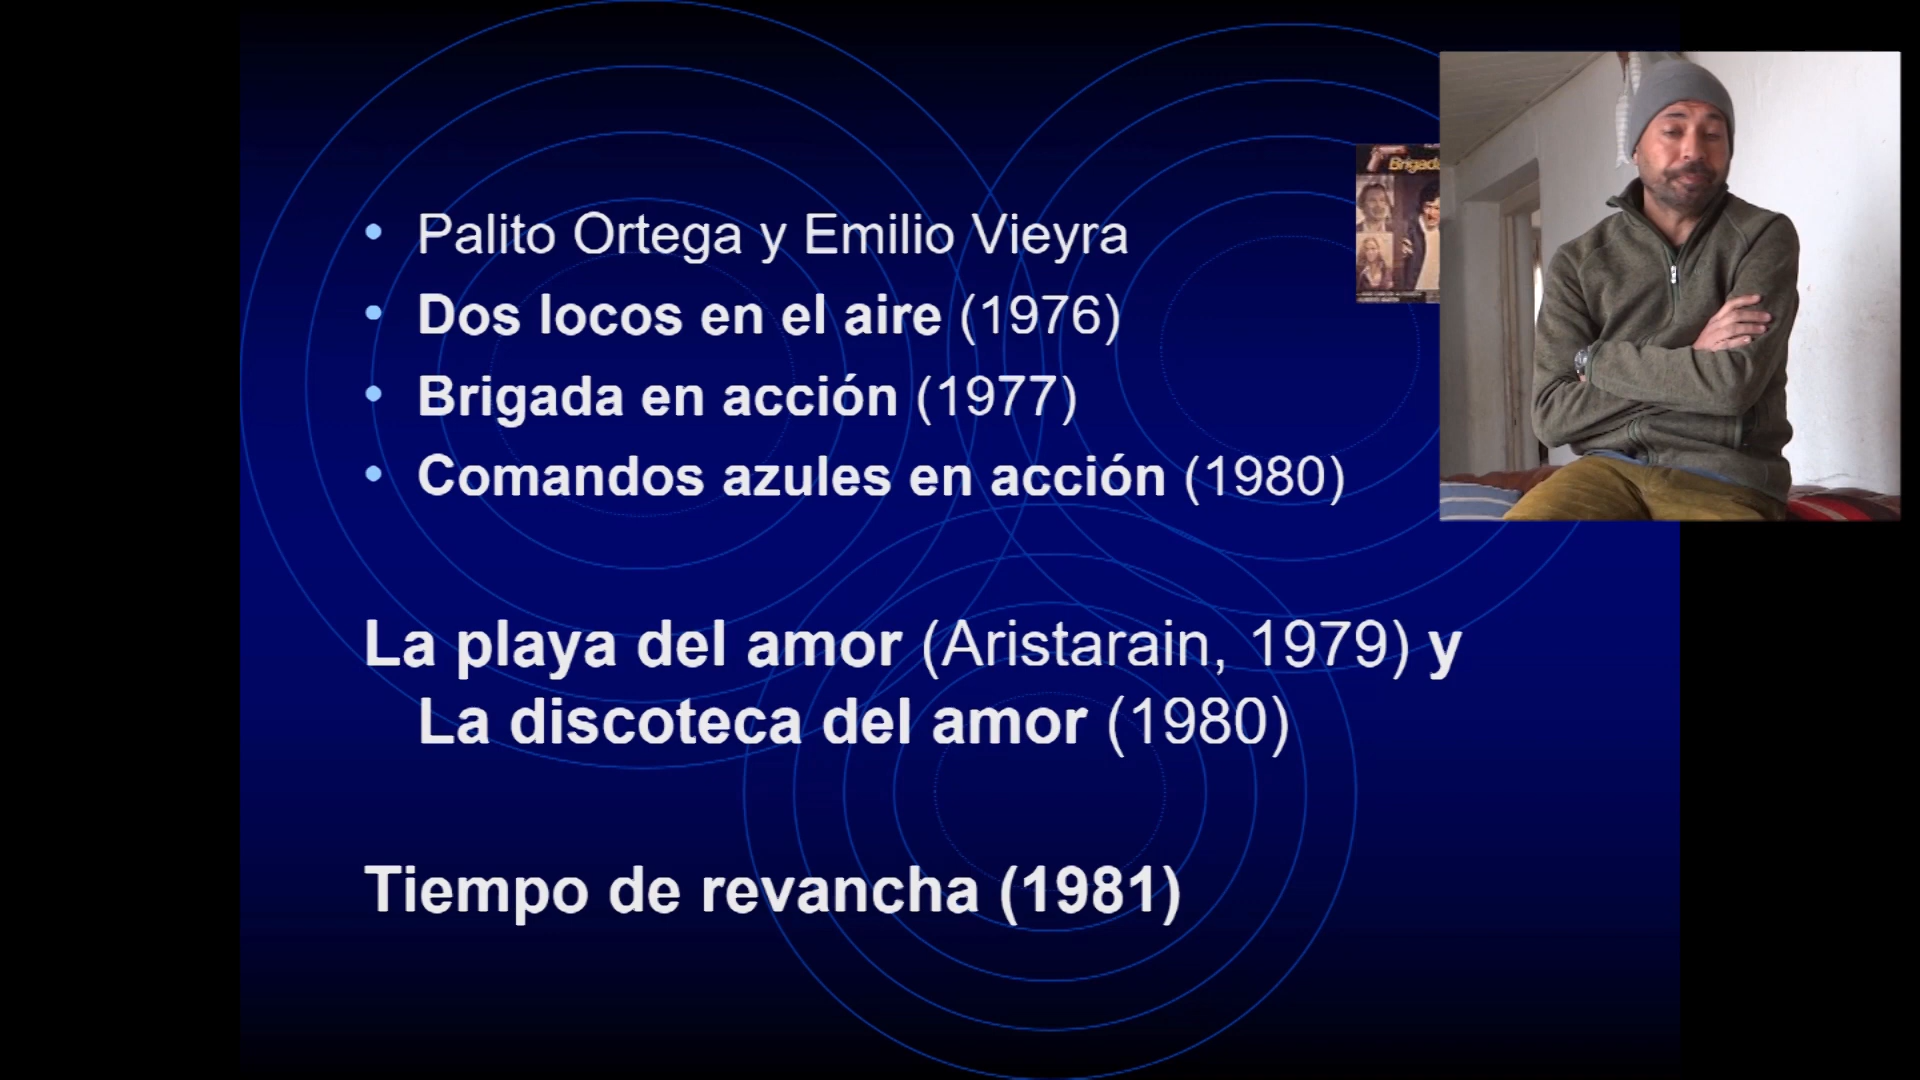 Palito Ortega y Emilio Vieyra
Dos locos en el aire (1976)
Brigada en acción (1977)
Comandos azules en acción (1980)
La playa del amor (Aristarain, 1979) y
La discoteca del amor (1980)
Tiempo de revancha (1981)